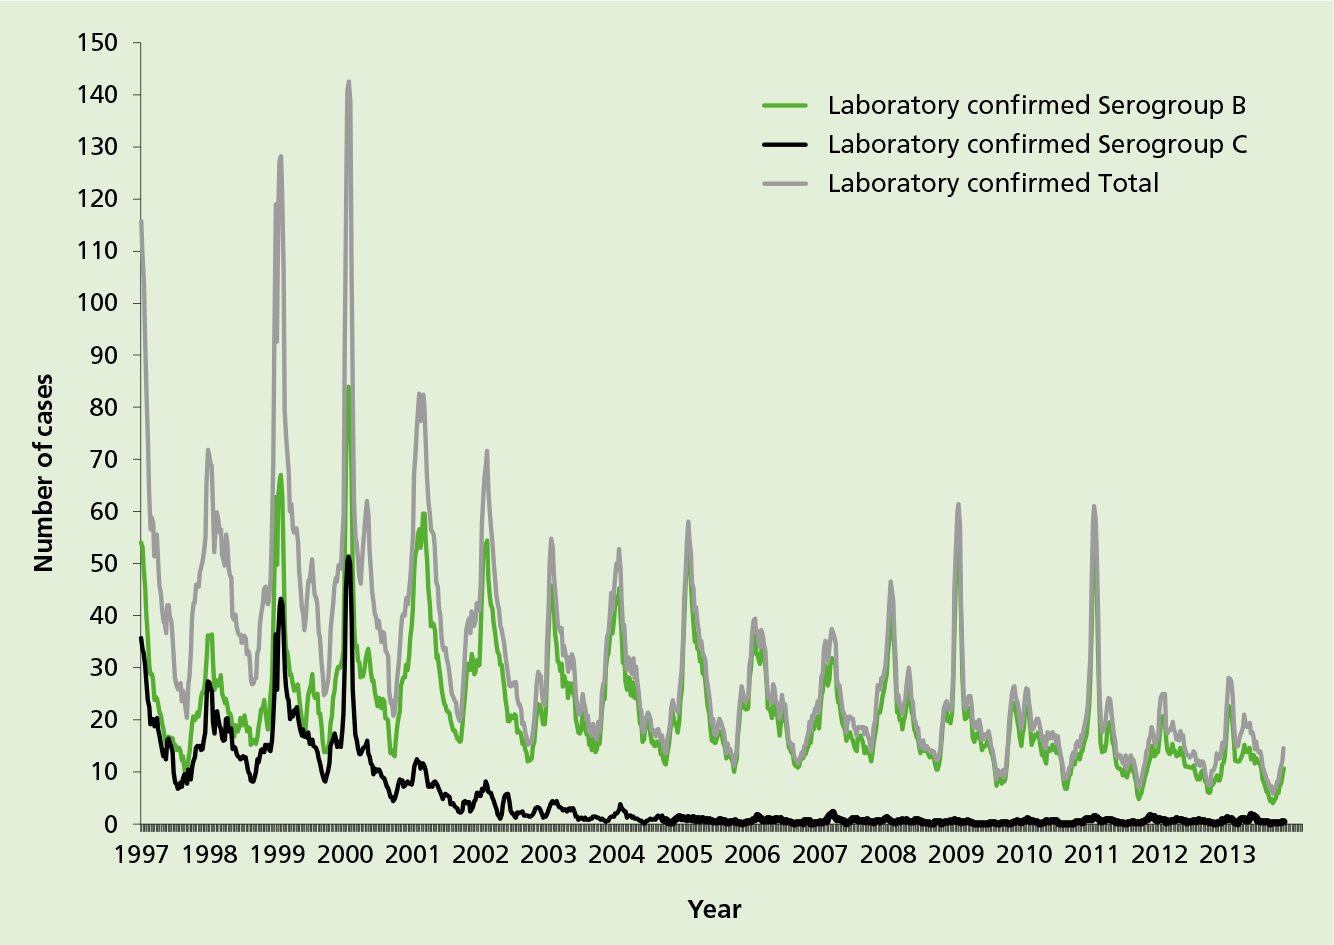 150
140
130
120
110
100
90
80
70
60
50
40
30
20
10
0
Number of cases
Laboratory confirmed Serogroup B
Laboratory confirmed Serogroup C
Laboratory confirmed Total
1997 1998 1999 2000 2001 2002 2003 2004 2005 2006 2007 2008 2009 2010 2011 2012 2013
Year